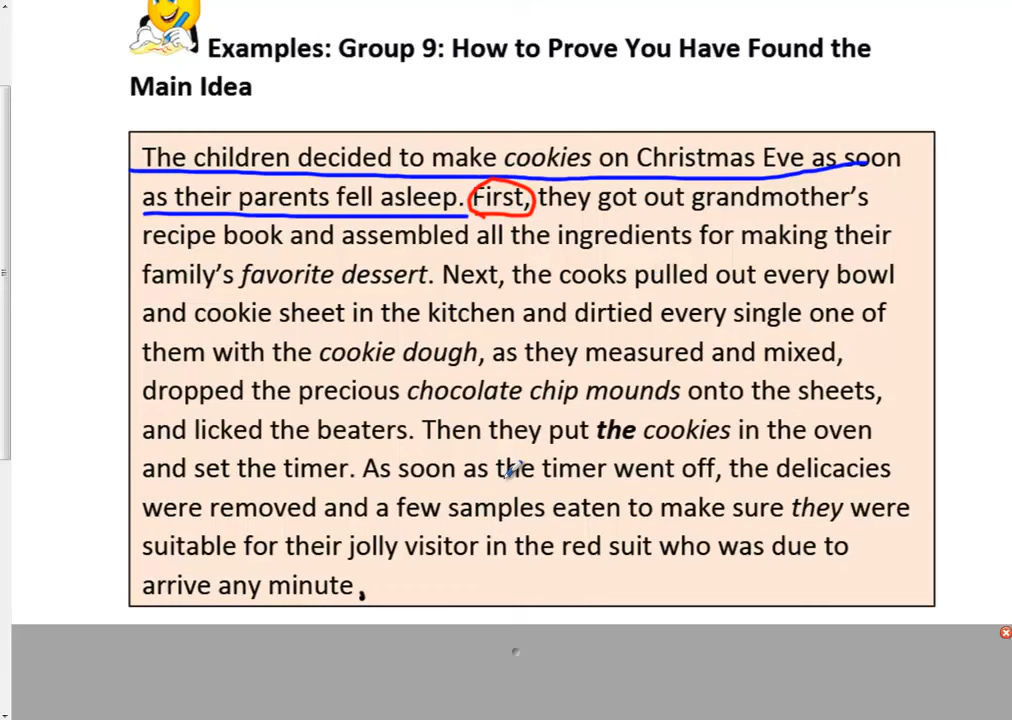 Examples: Group 9: How to Prove You Have Found the
Main Idea
The children decided to make cookies on Christmas Eve as soon
as their parents fell asleep. First, they got out grandmother's
recipe book and assembled all the ingredients for making their
family's favorite dessert. Next, the cooks pulled out every bowl
and cookie sheet in the kitchen and dirtied every single one of
them with the cookie dough, as they measured and mixed,
dropped the precious chocolate chip mounds onto the sheets,
and licked the beaters. Then they put the cookies in the oven
and set the timer. As soon as the timer went off, the delicacies
were removed and a few samples eaten to make sure they were
suitable for their jolly visitor in the red suit who was due to
arrive any minute.